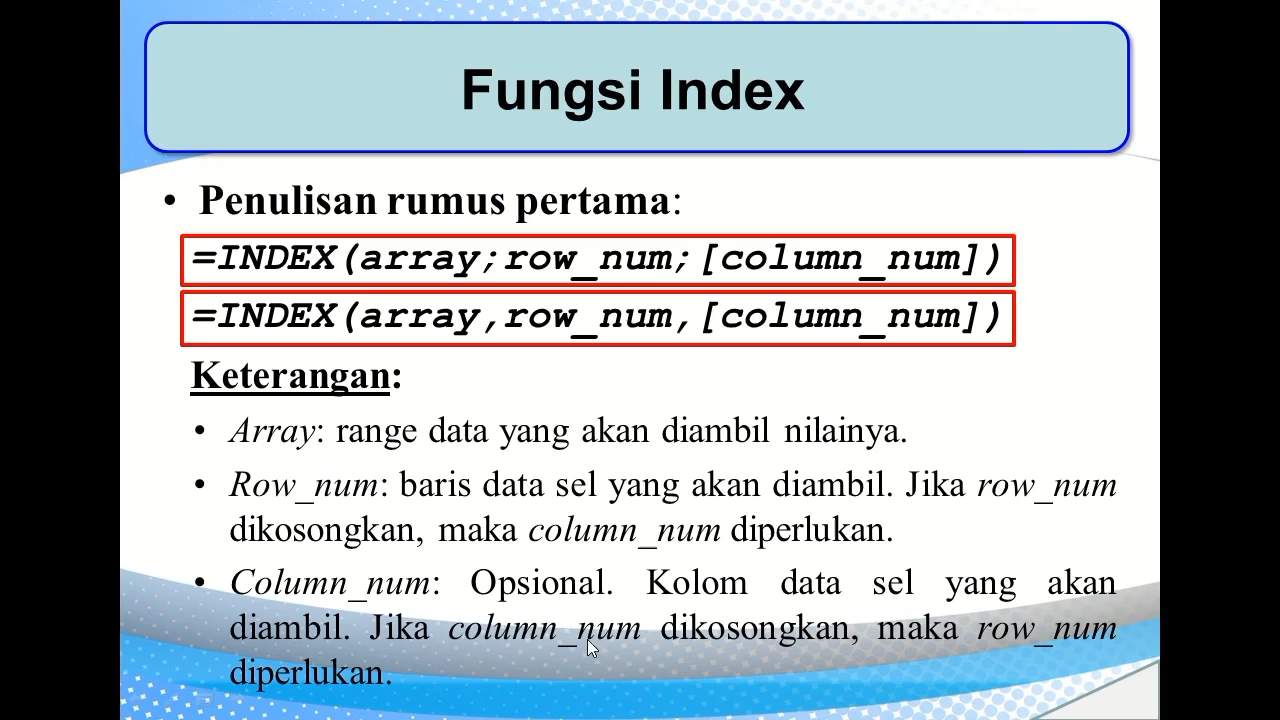 Fungsi Index
• Penulisan rumus pertama:
=INDEX(array;row_num;[column_num])
=INDEX(array,row_num,[column_num])
Keterangan:
• Array: range data yang akan diambil nilainya.
• Row_num: baris data sel yang akan diambil. Jika row_num
dikosongkan, maka column_num diperlukan.
• Column_num: Opsional. Kolom data sel yang akan
diambil. Jika column_num dikosongkan, maka row_num
diperlukan.